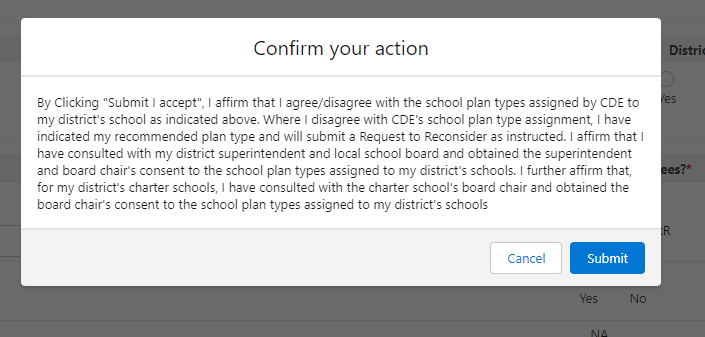 Confirm your action
Distric
Yes
By Clicking "Submit I accept", I affirm that I agree/disagree with the school plan types assigned by CDE to
my district's school as indicated above. Where I disagree with CDE's school plan type assignment, I have
indicated my recommended plan type and will submit a Request to Reconsider as instructed. I affirm that I
have consulted with my district superintendent and local school board and obtained the superintendent
and board chair's consent to the school plan types assigned to my district's schools. I further affirm that,
for my district's charter schools, I have consulted with the charter school's board chair and obtained the
board chair's consent to the school plan types assigned to my district's schools
ees?*
Cancel
Submit
Yes No
NA